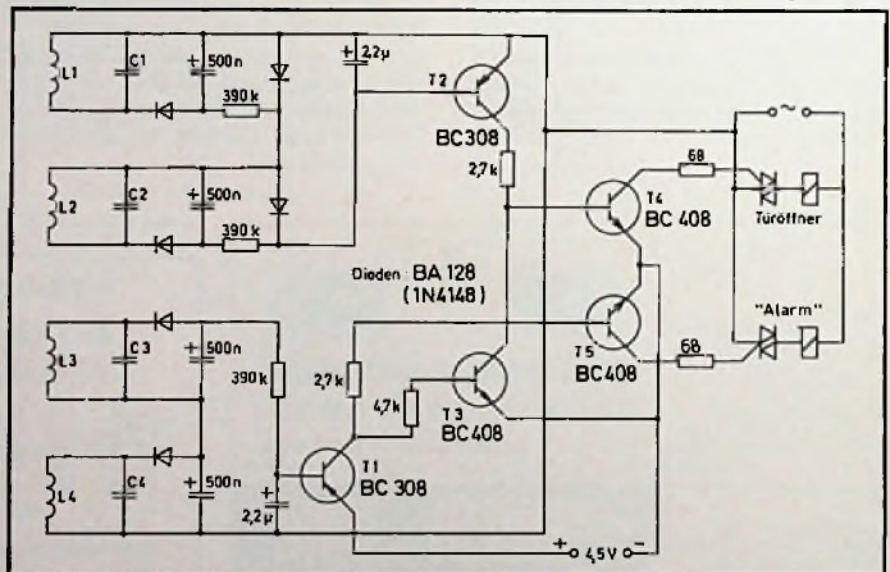 L1
C1
+
500n
390k
+
2,2µ
T2
BC308
2,7k
L2
C2
+
500n
390k
Dioden: BA 128
(1N4148)
T4
BC 408
68
~
Türöffner
L3
C3
500n
390k
2,7k
4,7k
T3
BC408
T5
BC408
68
"Alarm"
L4
C4
+
500n
+
2,2µ
T1
BC 308
+ 4,5V -